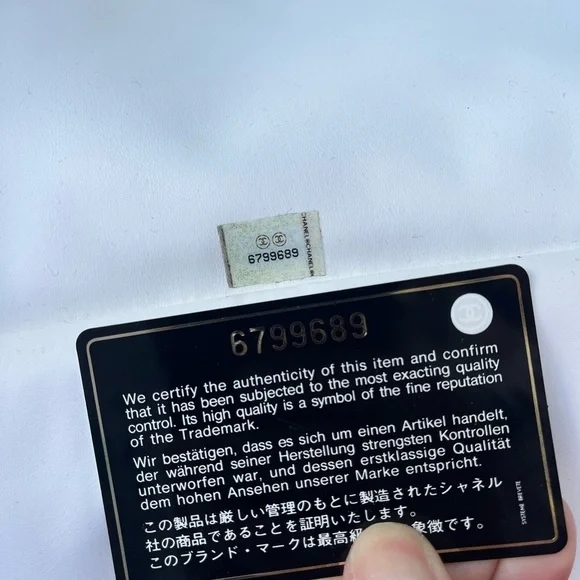 CHANEL®CHANEL®
6799689
6799689
We certify the authenticity of this item and confirm
that it has been subjected to the most exacting quality
control. Its high quality is a symbol of the fine reputation
of the Trademark.
Wir bestätigen, dass es sich um einen Artikel handelt,
der während seiner Herstellung strengsten Kontrollen
unterworfen war, und dessen erstklassige Qualität
dem hohen Ansehen unserer Marke entspricht.
この製品は厳しい管理のもとに製造されたシャネル
社の商品であることを証明いたします。
このブランド・マークは最高級 象徴です。